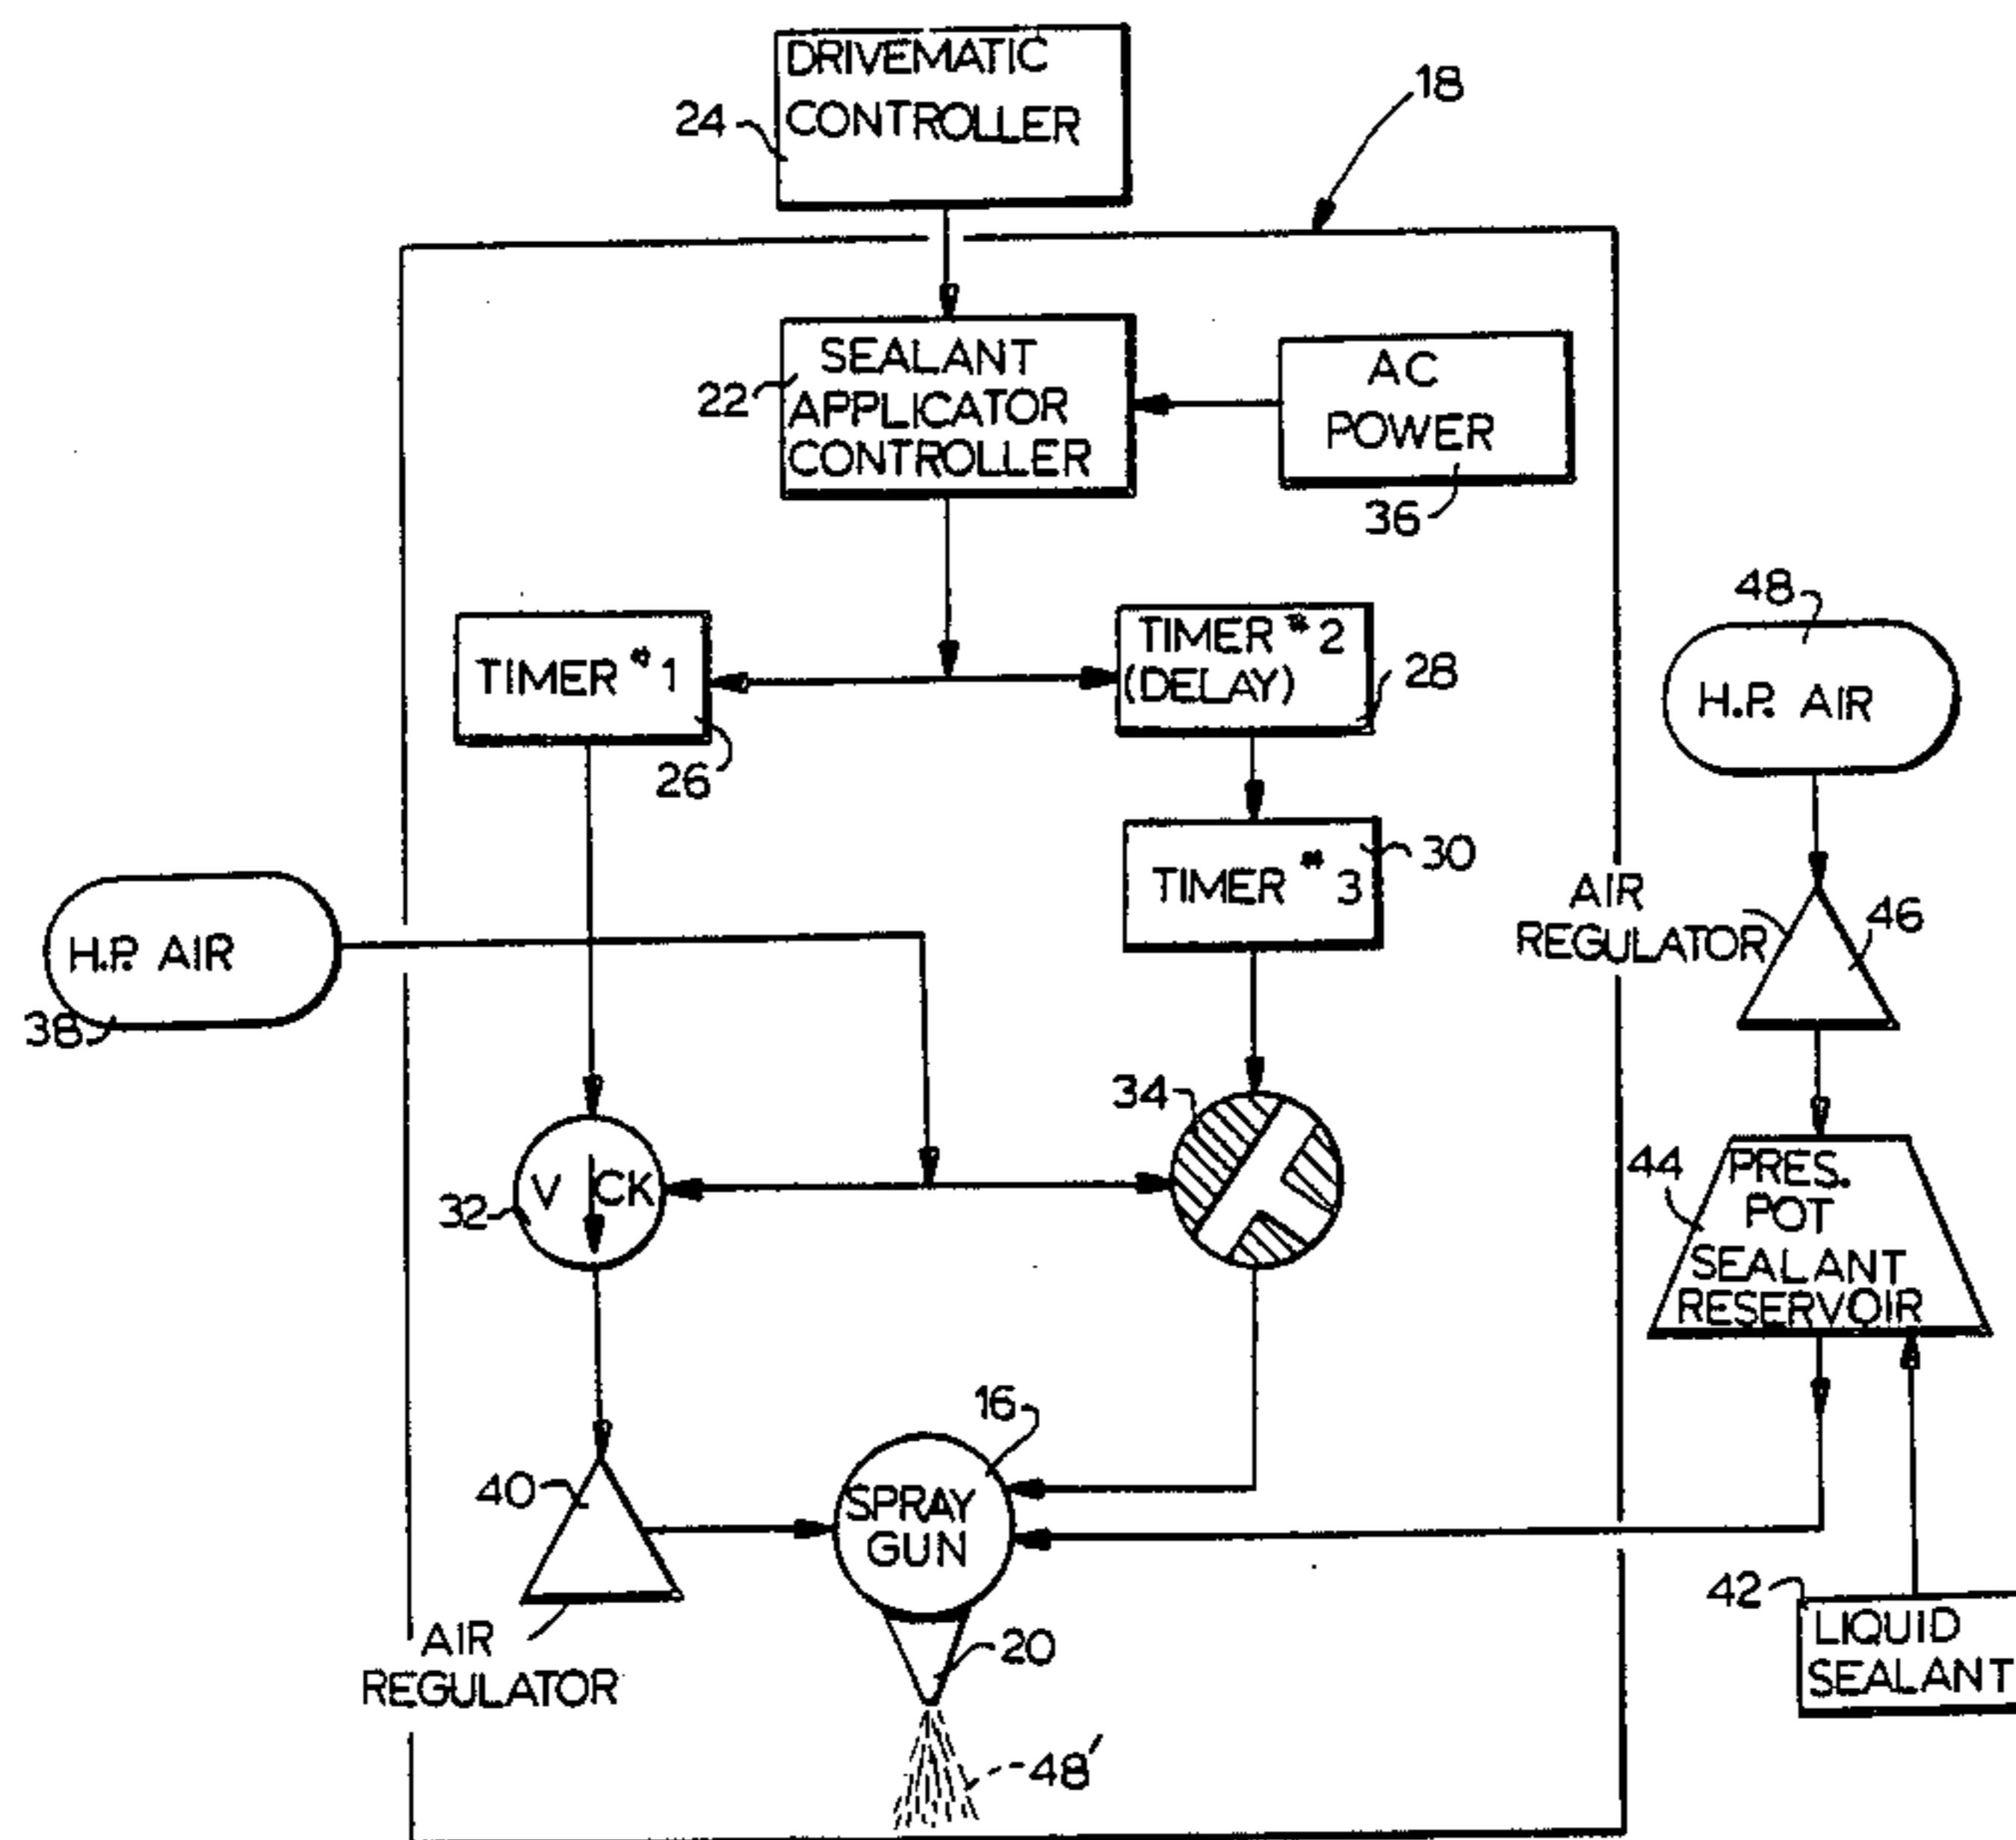 DRIVEMATIC
CONTROLLER
24
18
SEALANT
APPLICATOR
CONTROLLER
22
AC
POWER
36
TIMER #1
26
TIMER #2
(DELAY)
28
48
H.P. AIR
TIMER #3
30
AIR
REGULATOR
46
H.P. AIR
38
34
V CK
32
44
PRES.
POT
SEALANT
RESERVOIR
16
40
SPRAY
GUN
AIR
REGULATOR
20
42
LIQUID
SEALANT
48'